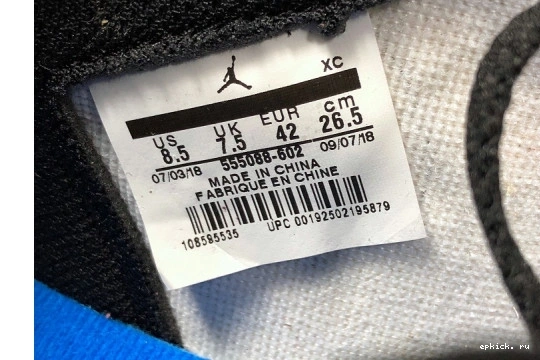 XC
US UK EUR cm
8.5 7.5 42 26.5
555088-602
07/03/18 09/07/18
MADE IN CHINA
FABRIQUE EN CHINE
108595535 UPC 00192502195879
epkick. ru